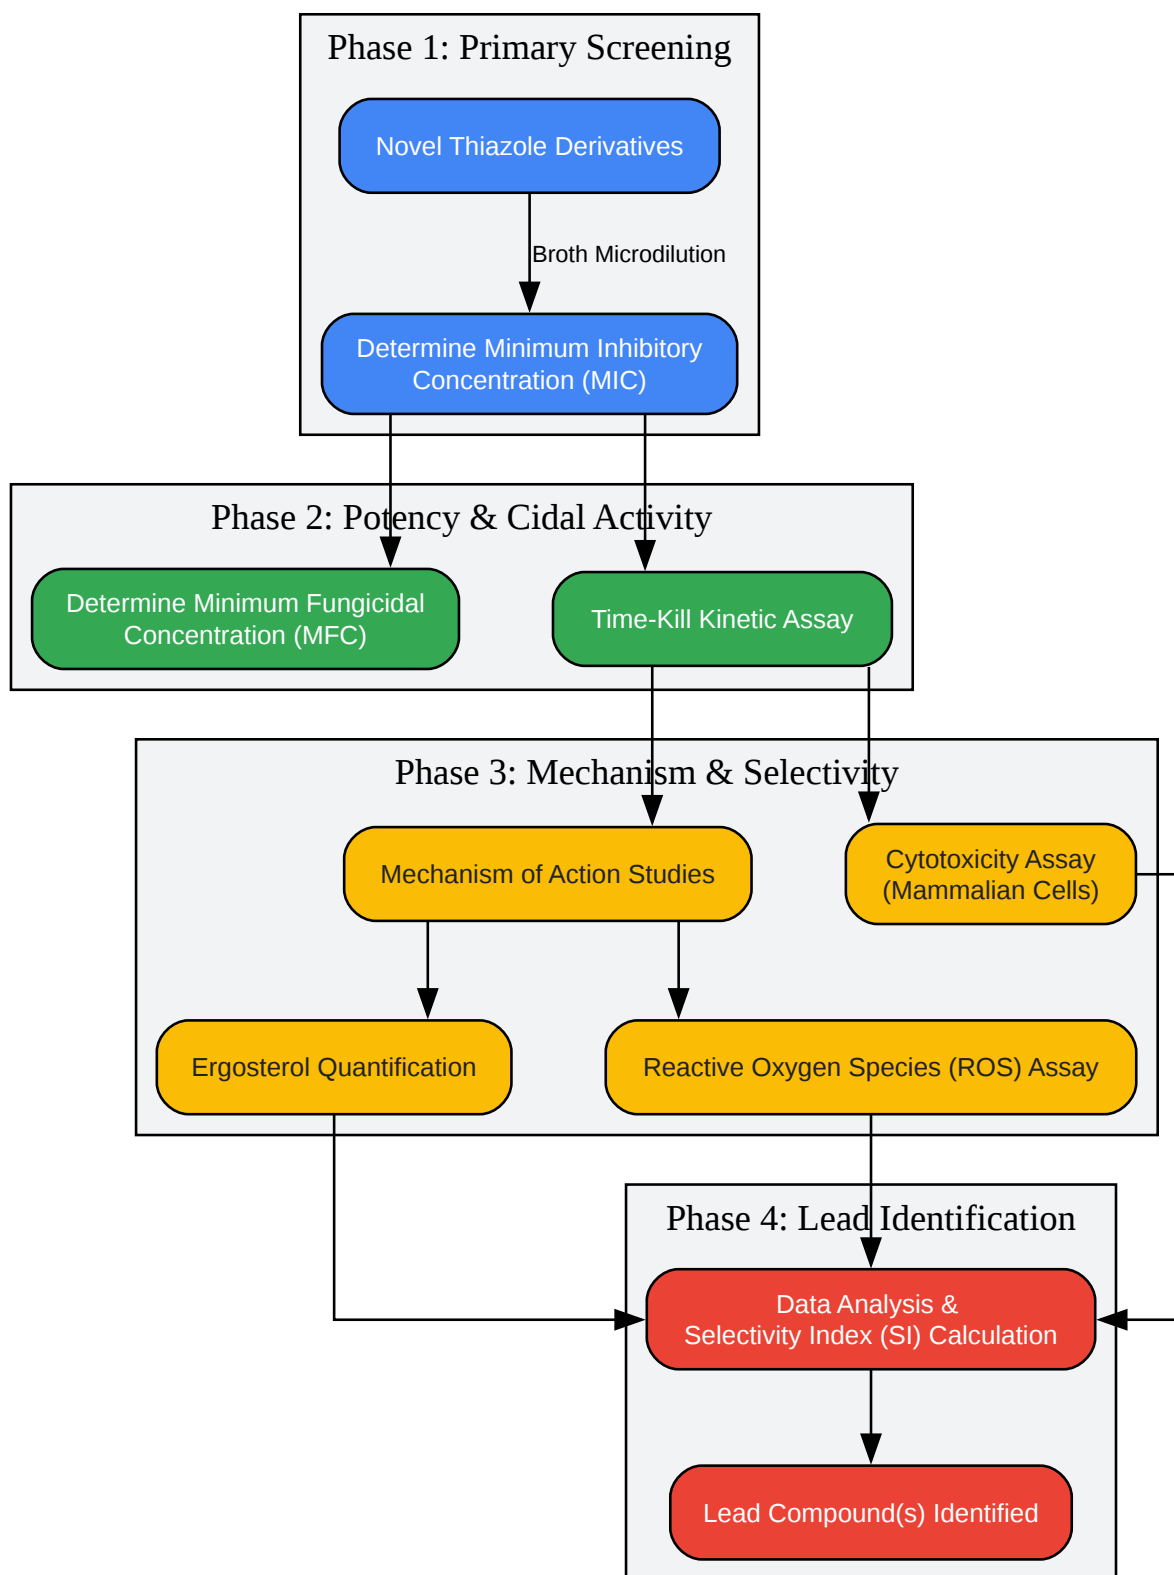 Phase 1: Primary Screening
Novel Thiazole Derivatives
Broth Microdilution
Determine Minimum Inhibitory
Concentration (MIC)
Phase 2: Potency & Cidal Activity
Determine Minimum Fungicidal
Concentration (MFC)
Time-Kill Kinetic Assay
Phase 3: Mechanism & Selectivity
Mechanism of Action Studies
Cytotoxicity Assay
(Mammalian Cells)
Ergosterol Quantification
Reactive Oxygen Species (ROS) Assay
Phase 4: Lead Identification
Data Analysis &
Selectivity Index (SI) Calculation
Lead Compound(s) Identified